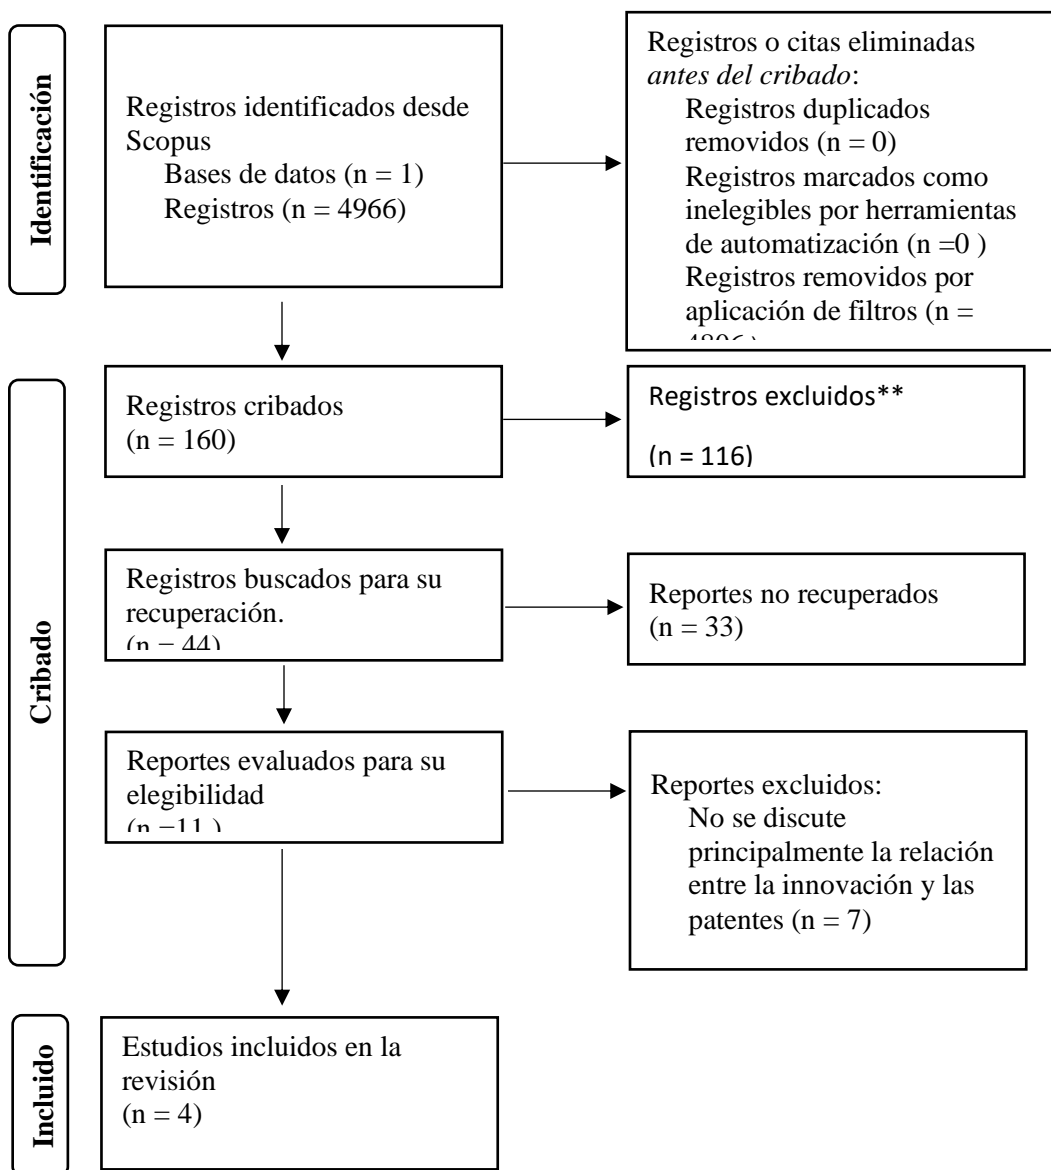 Identificación
Registros identificados desde
Scopus
Bases de datos (n = 1)
Registros (n = 4966)
Registros o citas eliminadas
antes del cribado:
Registros duplicados
removidos (n = 0)
Registros marcados como
inelegibles por herramientas
de automatización (n =0 )
Registros removidos por
aplicación de filtros (n =
4806 )
Cribado
Registros cribados
(n = 160)
Registros excluidos**
(n = 116)
Registros buscados para su
recuperación.
(n = 44)
Reportes no recuperados
(n = 33)
Reportes evaluados para su
elegibilidad
(n =11 )
Reportes excluidos:
No se discute
principalmente la relación
entre la innovación y las
patentes (n = 7)
Incluido
Estudios incluidos en la
revisión
(n = 4)